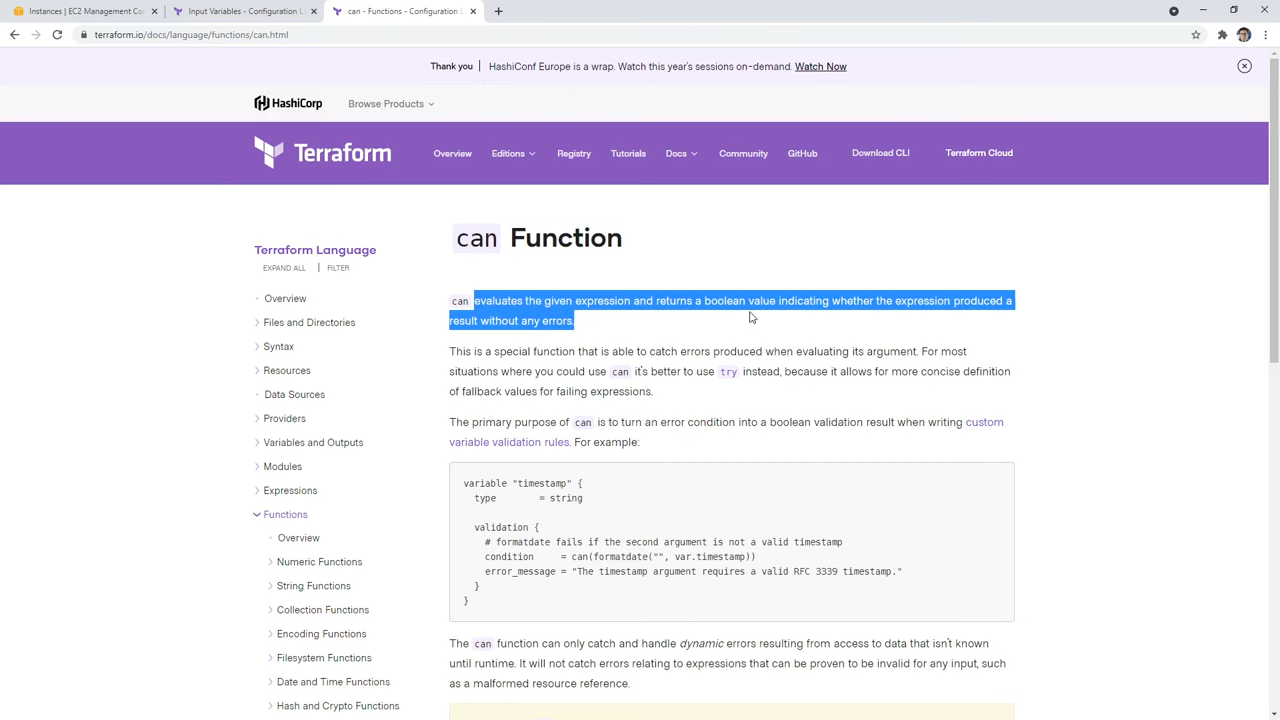 Instances | EC2 Management Con
Input Variables - Configuration La
can - Functions - Configuration L
terraform.io/docs/language/functions/can.html
Thank you | HashiConf Europe is a wrap. Watch this year's sessions on-demand. Watch Now
HashiCorp
Browse Products
Terraform
Overview
Editions
Registry
Tutorials
Docs
Community
GitHub
Download CLI
Terraform Cloud
Terraform Language
EXPAND ALL | FILTER
Overview
Files and Directories
Syntax
Resources
Data Sources
Providers
Variables and Outputs
Modules
Expressions
Functions
Overview
Numeric Functions
String Functions
Collection Functions
Encoding Functions
Filesystem Functions
Date and Time Functions
Hash and Crypto Functions
can Function
can evaluates the given expression and returns a boolean value indicating whether the expression produced a
result without any errors.
This is a special function that is able to catch errors produced when evaluating its argument. For most
situations where you could use can it's better to use try instead, because it allows for more concise definition
of fallback values for failing expressions.
The primary purpose of can is to turn an error condition into a boolean validation result when writing custom
variable validation rules. For example:
variable "timestamp" {
type = string
validation {
# formatdate fails if the second argument is not a valid timestamp
condition = can(formatdate("", var.timestamp))
error_message = "The timestamp argument requires a valid RFC 3339 timestamp."
}
}
The can function can only catch and handle dynamic errors resulting from access to data that isn't known
until runtime. It will not catch errors relating to expressions that can be proven to be invalid for any input, such
as a malformed resource reference.